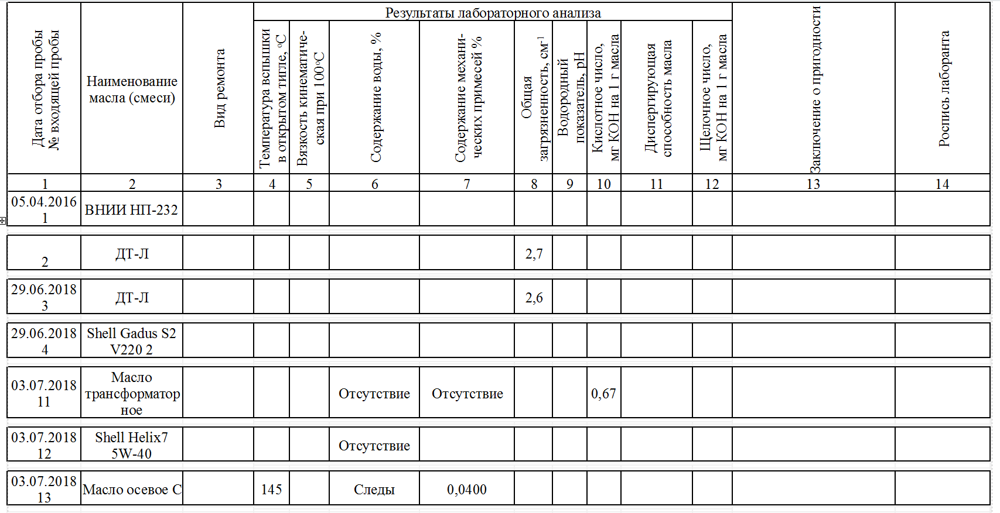 Результаты лабораторного анализа
Дата отбора пробы
№ входящей пробы
Наименование
масла (смеси)
Вид ремонта
Температура вспышки
в открытом тигле, °С
Вязкость кинематиче-
ская при 100°С
Содержание воды, %
Содержание механи-
ческих примесей %
Общая
загрязненность, см-1
Водородный
показатель, рН
Кислотное число,
мг КОН на 1 г масла
Диспергирующая
способность масла
Щелочное число,
мг КОН на 1 г масла
Заключение о пригодности
Роспись лаборанта
1 2 3 4 5 6 7 8 9 10 11 12 13 14
05.04.2016
1
ВНИИ НП-232
2
ДТ-Л
2,7
29.06.2018
3
ДТ-Л
2,6
29.06.2018
4
Shell Gadus S2
V220 2
03.07.2018
11
Масло
трансформатор
ное
Отсутствие
Отсутствие
0,67
03.07.2018
12
Shell Helix7
5W-40
Отсутствие
03.07.2018
13
Масло осевое С
145
Следы
0,0400